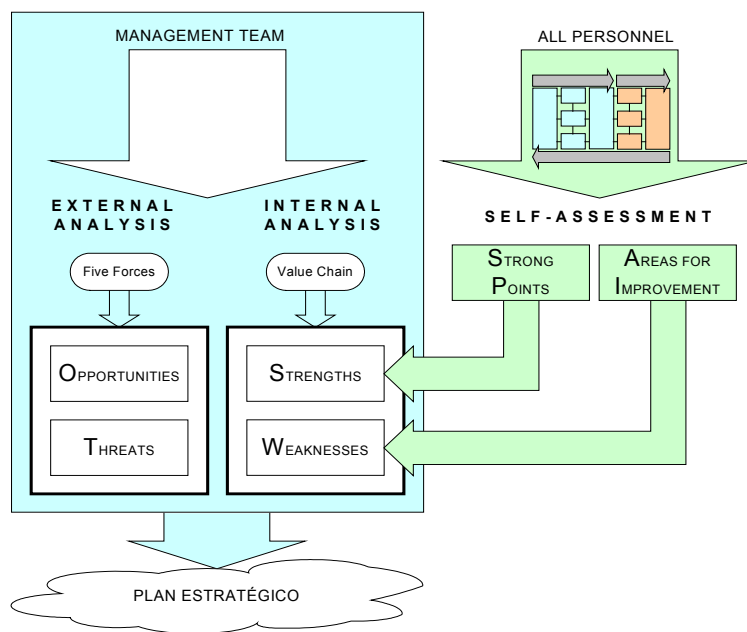 MANAGEMENT TEAM
ALL PERSONNEL
EXTERNAL
ANALYSIS
INTERNAL
ANALYSIS
SELF-ASSESSMENT
Five Forces
Value Chain
STRONG
POINTS
AREAS FOR
IMPROVEMENT
OPPORTUNITIES
STRENGTHS
THREATS
WEAKNESSES
PLAN ESTRATÉGICO